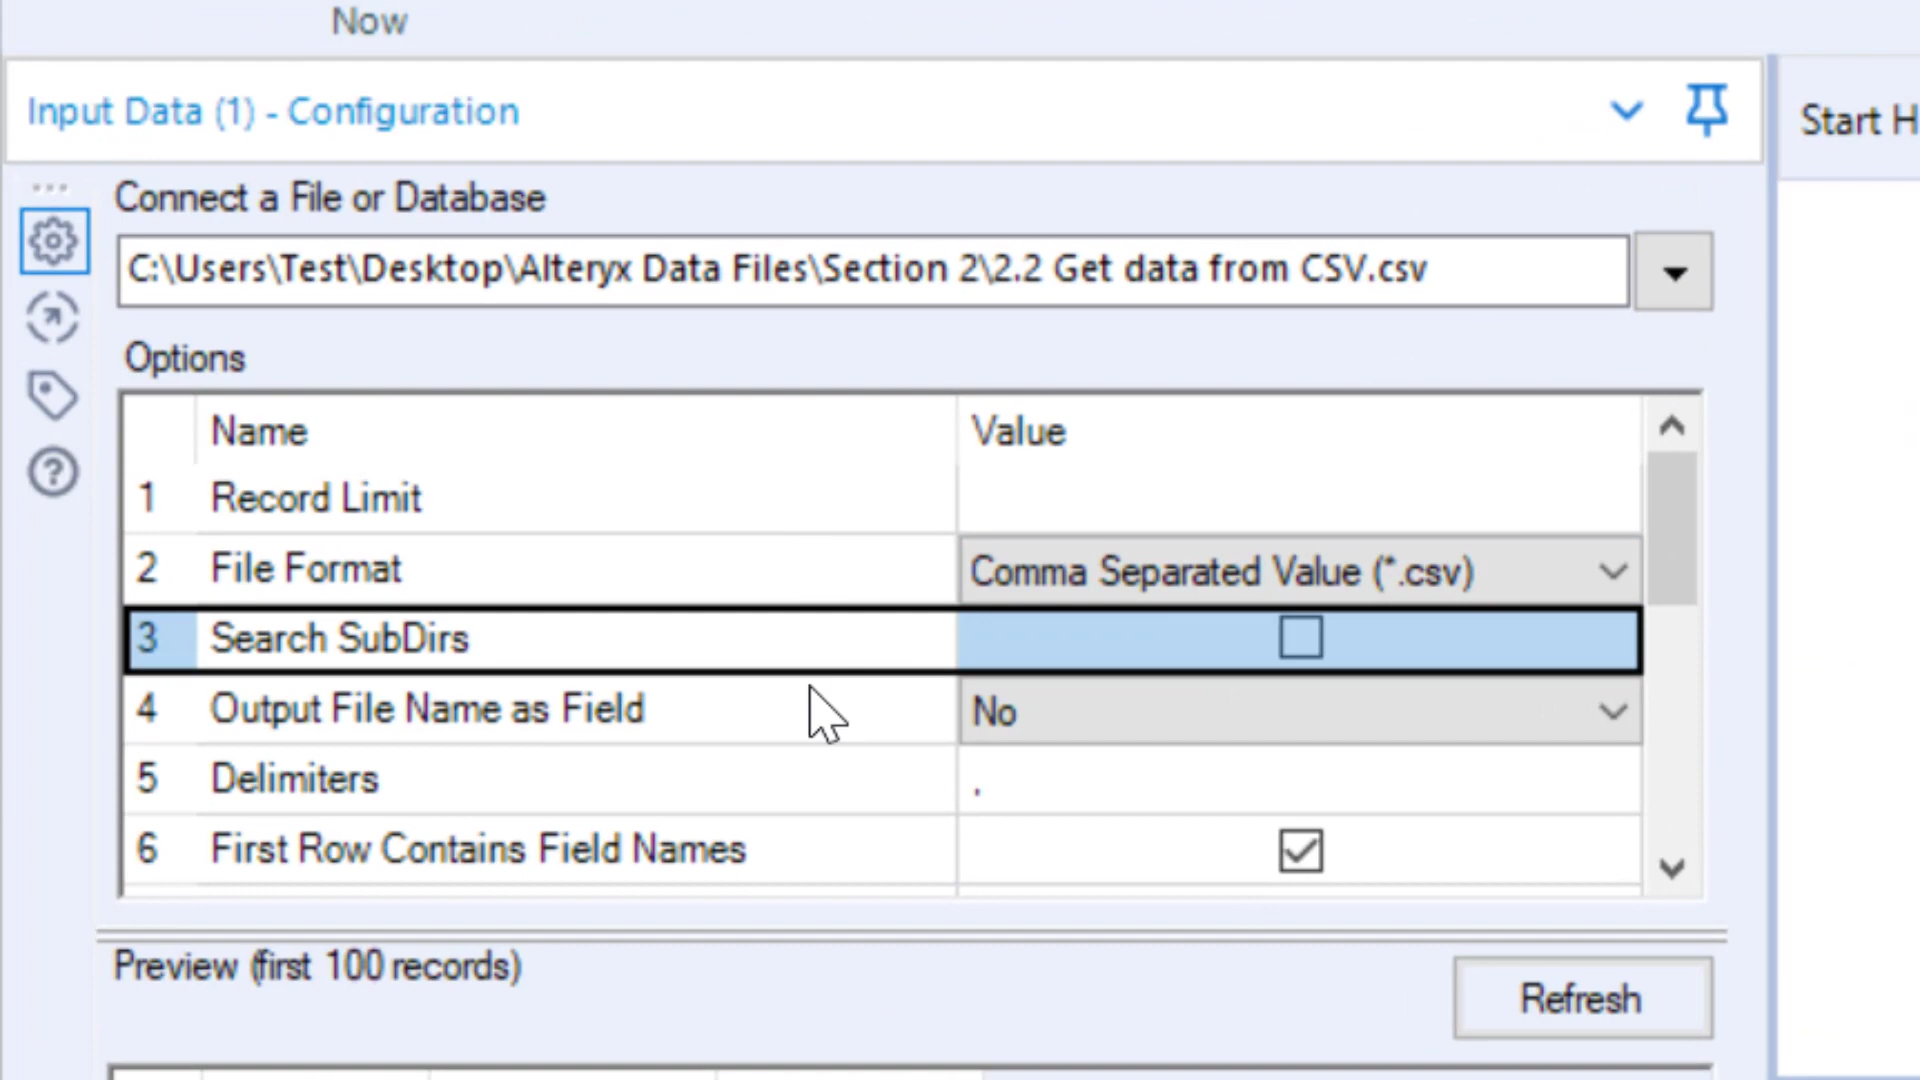 Now
Input Data (1) - Configuration
Start H
Connect a File or Database
C:\Users\Test\Desktop\Alteryx Data Files\Section 2\2.2 Get data from CSV.csv
Options
Name Value
1 Record Limit
2 File Format Comma Separated Value (*.csv)
3 Search SubDirs
4 Output File Name as Field No
5 Delimiters ,
6 First Row Contains Field Names
Preview (first 100 records)
Refresh